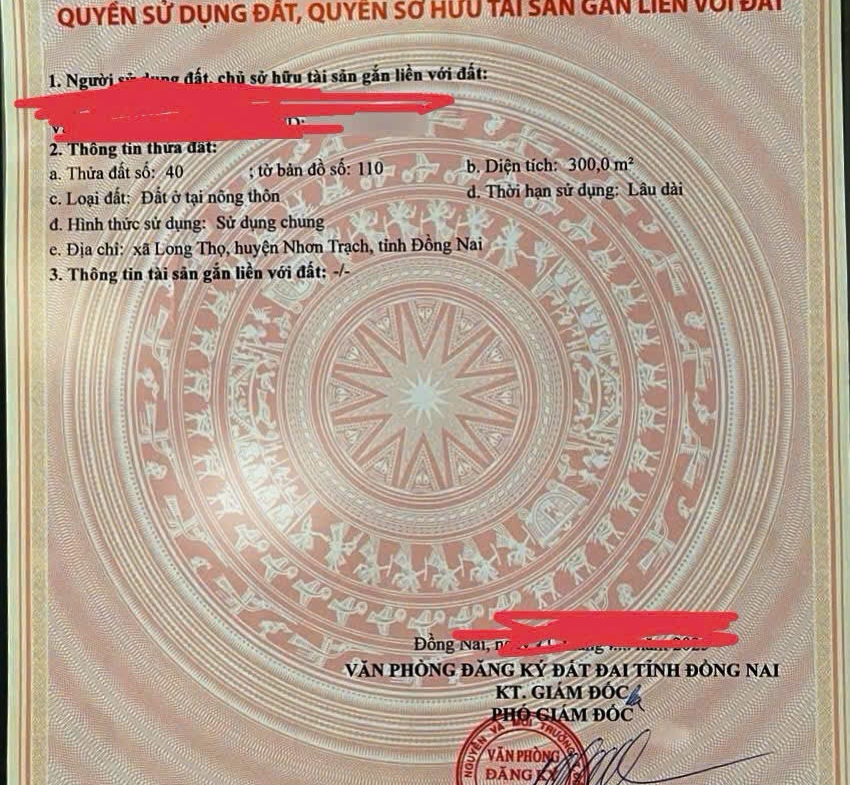 QUYỀN SỬ DỤNG ĐẤT, QUYỀN SỞ HỮU TÀI SẢN GẮN LIỀN VỚI ĐẤT
1. Người sử dụng đất, chủ sở hữu tài sản gắn liền với đất:
2. Thông tin thửa đất:
a. Thửa đất số: 40 ; tờ bản đồ số: 110 b. Diện tích: 300,0 m²
c. Loại đất: Đất ở tại nông thôn d. Thời hạn sử dụng: Lâu dài
đ. Hình thức sử dụng: Sử dụng chung
e. Địa chỉ: xã Long Thọ, huyện Nhơn Trạch, tỉnh Đồng Nai
3. Thông tin tài sản gắn liền với đất: -/-
Đồng Nai,
VĂN PHÒNG ĐĂNG KÝ ĐẤT ĐAI TỈNH ĐỒNG NAI
KT. GIÁM ĐỐC
PHÓ GIÁM ĐỐC
NGUYÊN VÀ MÔI TRƯỜNG
VĂN PHÒNG
ĐĂNG KÝ